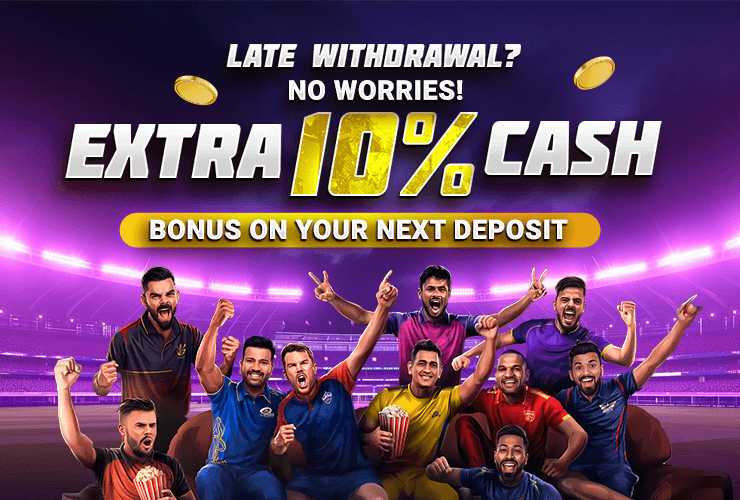 LATE WITHDRAWAL?
NO WORRIES!
EXTRA 10% CASH
BONUS ON YOUR NEXT DEPOSIT